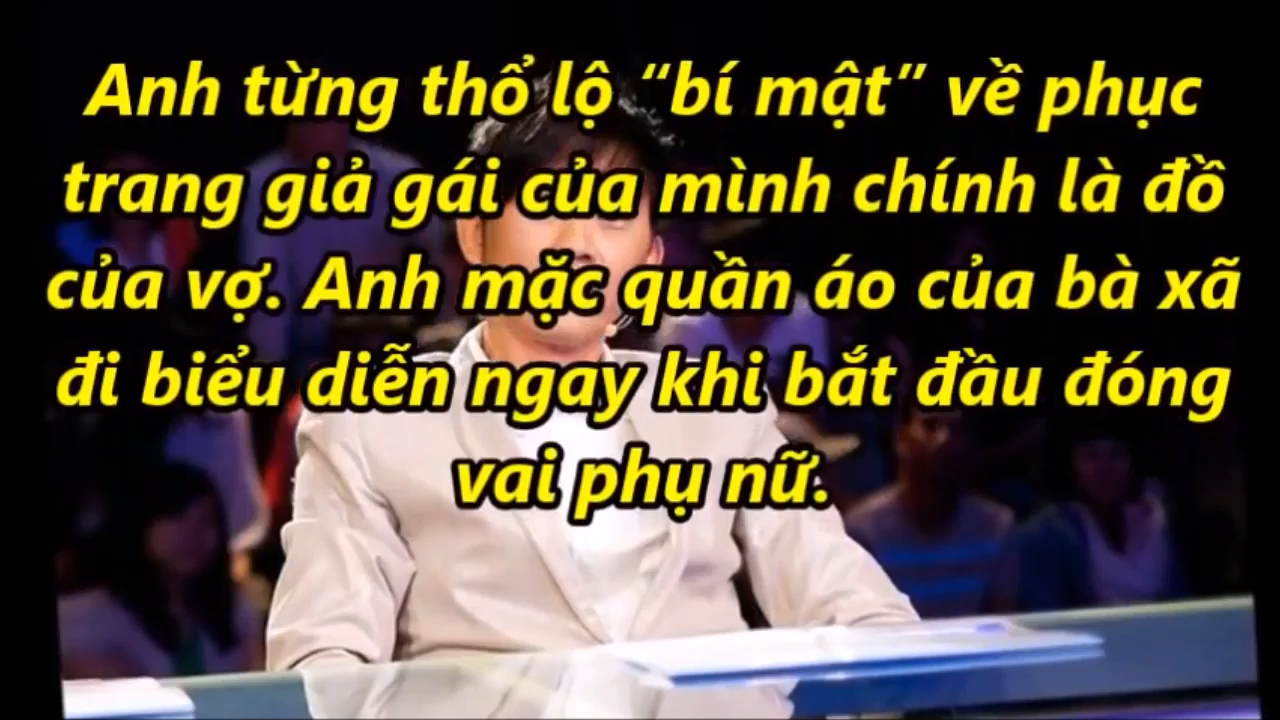 Anh từng thổ lộ “bí mật” về phục
trang giả gái của mình chính là đồ
của vợ. Anh mặc quần áo của bà xã
đi biểu diễn ngay khi bắt đầu đóng
vai phụ nữ.